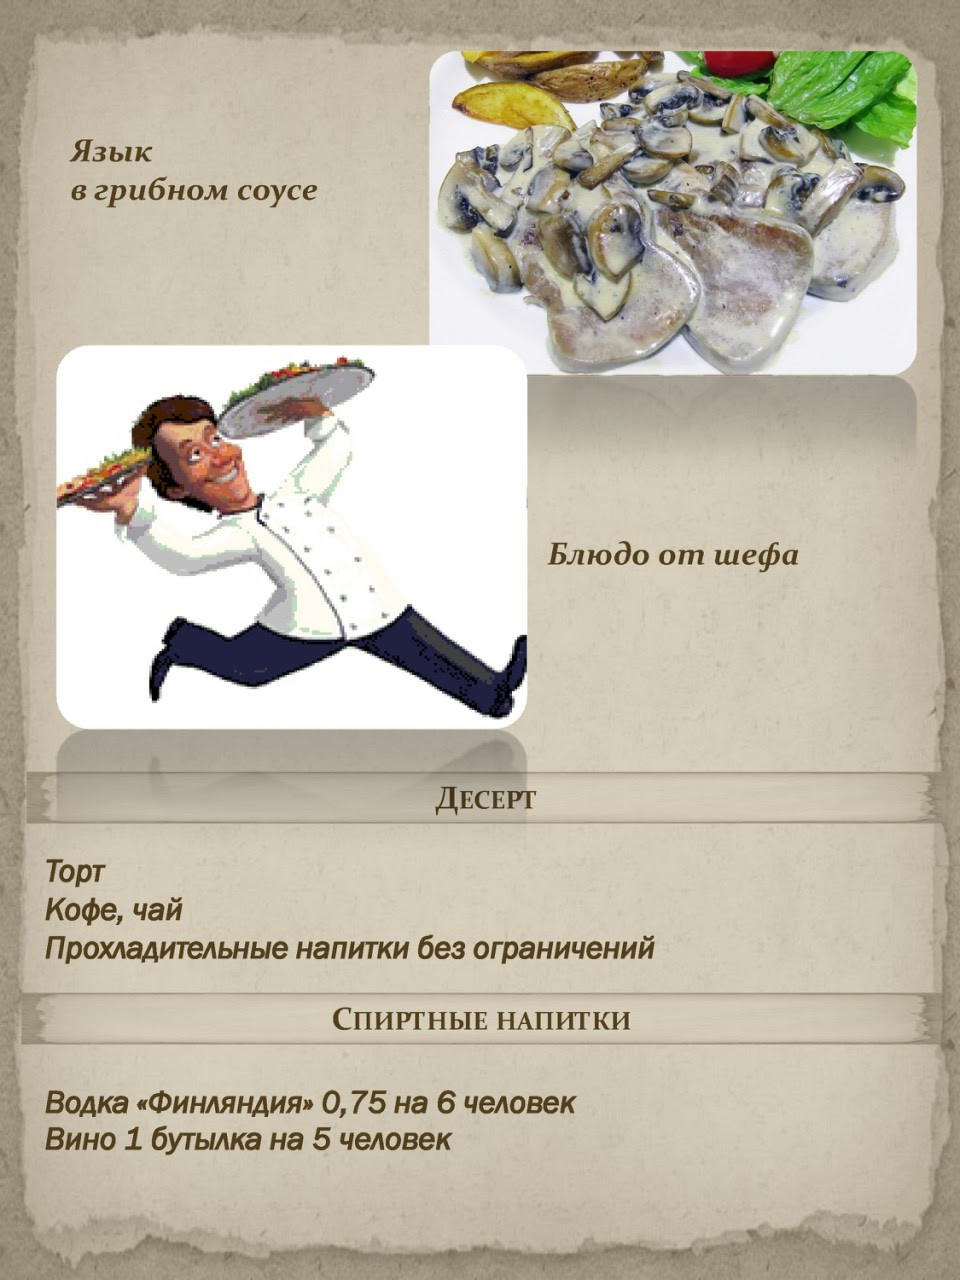 Язык
в грибном соусе
Блюдо от шефа
Десерт
Торт
Кофе, чай
Прохладительные напитки без ограничений
Спиртные напитки
Водка «Финляндия» 0,75 на 6 человек
Вино 1 бутылка на 5 человек